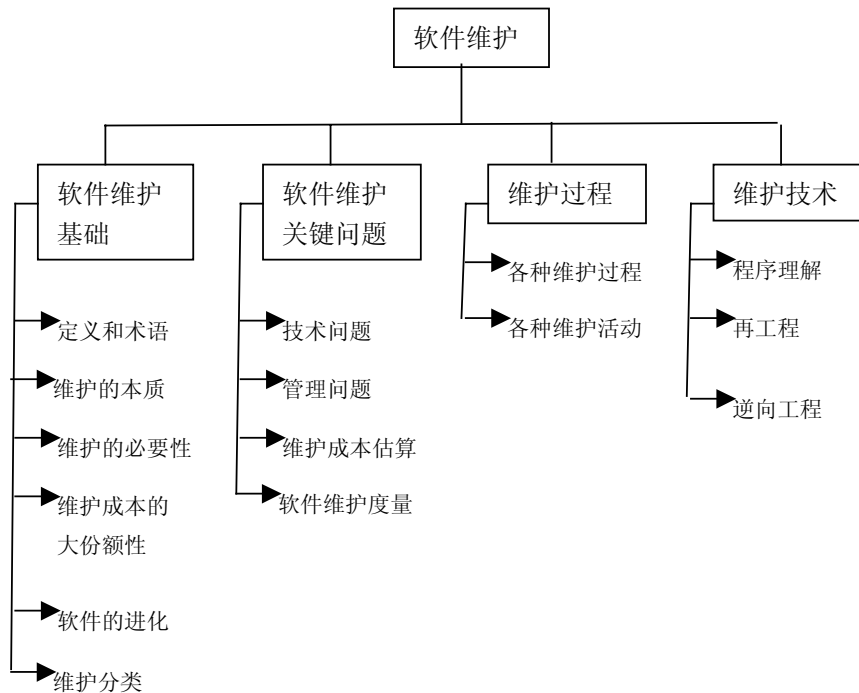 软件维护
软件维护
基础
定义和术语
维护的本质
维护的必要性
维护成本的
大份额性
软件的进化
维护分类
软件维护
关键问题
技术问题
管理问题
维护成本估算
软件维护度量
维护过程
各种维护过程
各种维护活动
维护技术
程序理解
再工程
逆向工程